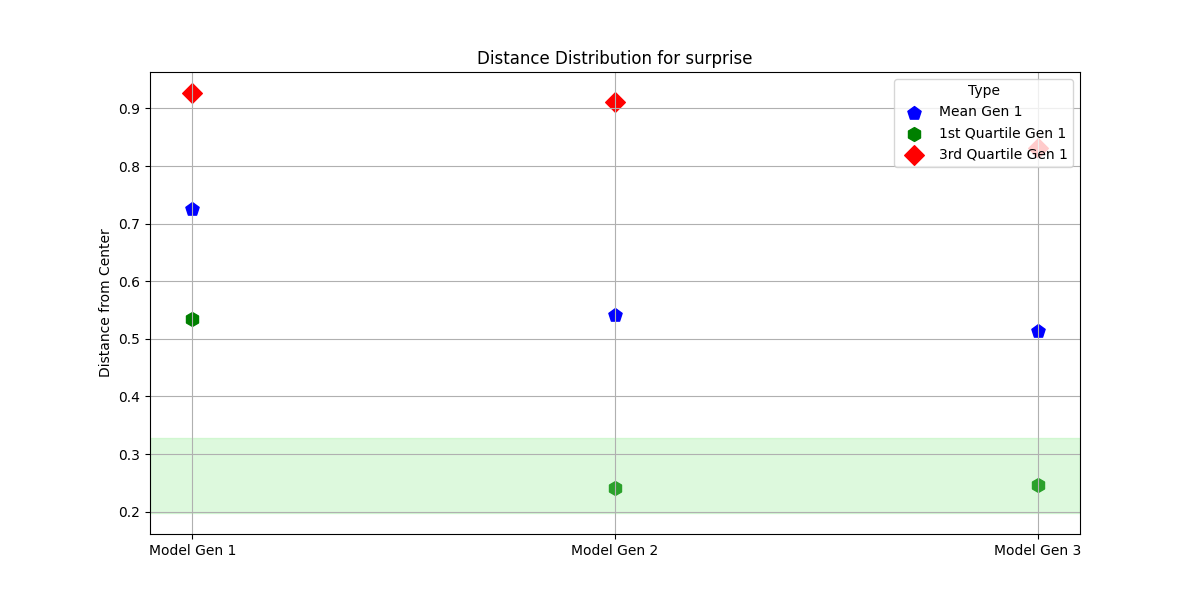 Distance Distribution for surprise
Type
Mean Gen 1
1st Quartile Gen 1
3rd Quartile Gen 1
Distance from Center
0.9
0.8
0.7
0.6
0.5
0.4
0.3
0.2
Model Gen 1
Model Gen 2
Model Gen 3